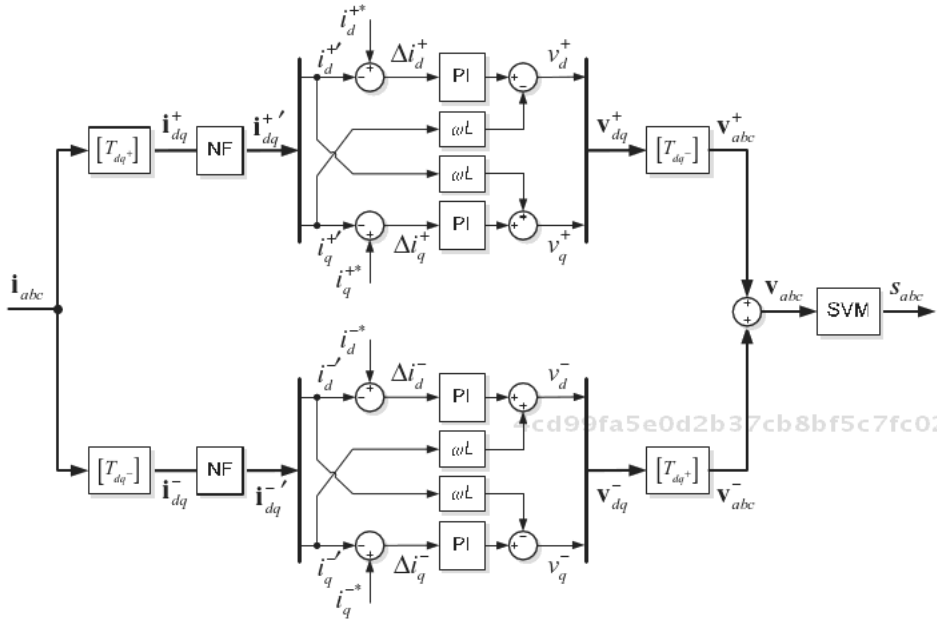 i_d^{+*}
i_d^{+′} Δi_d^+ PI v_d^+
i_{dq}^+ i_{dq}^{+′} ωL v_{dq}^+ v_{abc}^+
[T_{dq^+}] NF [T_{dq^-}]
ωL
i_q^{+′} Δi_q^+ PI v_q^+
i_q^{+*}
i_{abc} v_{abc} SVM s_{abc}
i_d^{-*}
i_d^{-′} Δi_d^- PI v_d^-
4cd99fa5e0d2b37cb8bf5c7fc02
ωL
[T_{dq^-}] NF [T_{dq^+}]
i_{dq}^- i_{dq}^{-′} ωL v_{dq}^- v_{abc}^-
i_q^{-′} Δi_q^- PI v_q^-
i_q^{-*}